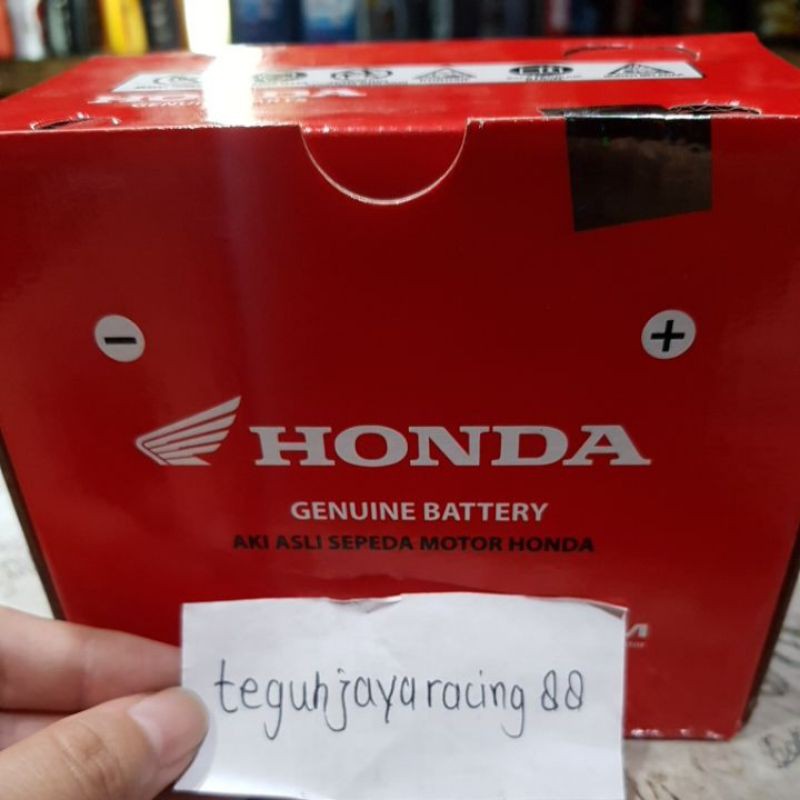 HONDA
GENUINE BATTERY
AKI ASLI SEPEDA MOTOR HONDA
teguhjayaracing 88